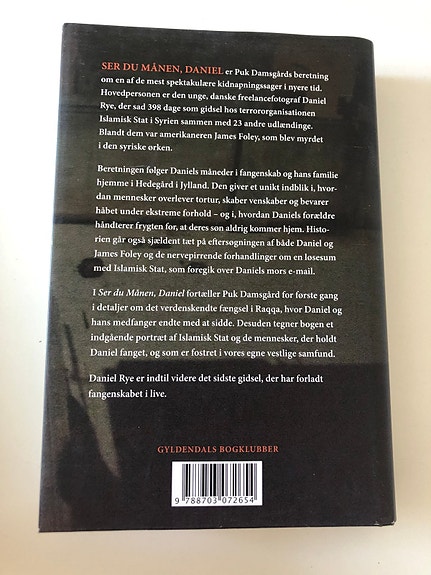 SER DU MÅNEN, DANIEL er Puk Damsgårds beretning
om en af de mest spektakulære kidnapningssager i nyere tid.
Hovedpersonen er den unge, danske freelancefotograf Daniel
Rye, der sad 398 dage som gidsel hos terrororganisationen
Islamisk Stat i Syrien sammen med 23 andre udlændinge.
Blandt dem var amerikaneren James Foley, som blev myrdet
i den syriske ørken.
Beretningen følger Daniels måneder i fangenskab og hans familie
hjemme i Hedegård i Jylland. Den giver et unikt indblik i, hvor-
dan mennesker overlever tortur, skaber venskaber og bevarer
håbet under ekstreme forhold – og i, hvordan Daniels forældre
håndterer frygten for, at deres søn aldrig kommer hjem. Histo-
rien går også sjældent tæt på eftersøgningen af både Daniel og
James Foley og de nervepirrende forhandlinger om en løsesum
med Islamisk Stat, som foregik over Daniels mors e-mail.
I Ser du Månen, Daniel fortæller Puk Damsgård for første gang
i detaljer om det verdenskendte fængsel i Raqqa, hvor Daniel og
hans medfanger endte med at sidde. Desuden tegner bogen et
indgående portræt af Islamisk Stat og de mennesker, der holdt
Daniel fanget, og som er fostret i vores egne vestlige samfund.
Daniel Rye er indtil videre det sidste gidsel, der har forladt
fangenskabet i live.
GYLDENDALS BOGKLUBBER
9 788703 072654